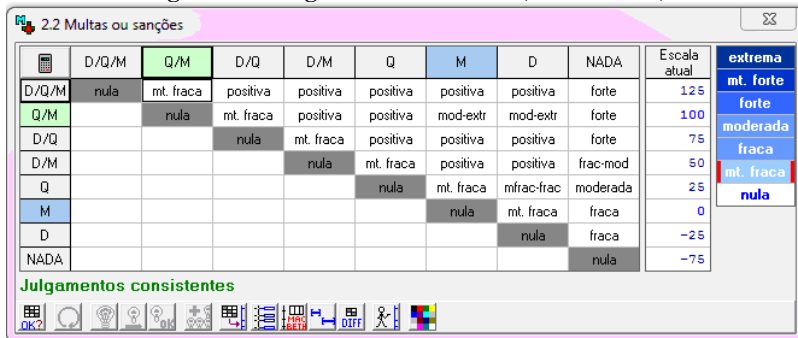 2.2 Multas ou sanções
D/Q/M Q/M D/Q D/M Q M D NADA Escala atual
D/Q/M nula mt. fraca positiva positiva positiva positiva positiva forte 125
Q/M nula mt. fraca positiva positiva mod-extr mod-extr forte 100
D/Q nula mt. fraca positiva positiva positiva forte 75
D/M nula mt. fraca positiva positiva frac-mod 50
Q nula mt. fraca mfrac-frac moderada 25
M nula mt. fraca fraca 0
D nula fraca -25
NADA nula -75
extrema
mt. forte
forte
moderada
fraca
mt. fraca
nula
Julgamentos consistentes
OK? OK MAC BETH DIFF